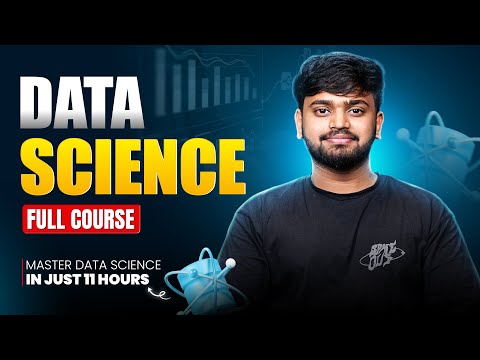 DATA
SCIENCE
FULL COURSE
MASTER DATA SCIENCE
IN JUST 11 HOURS